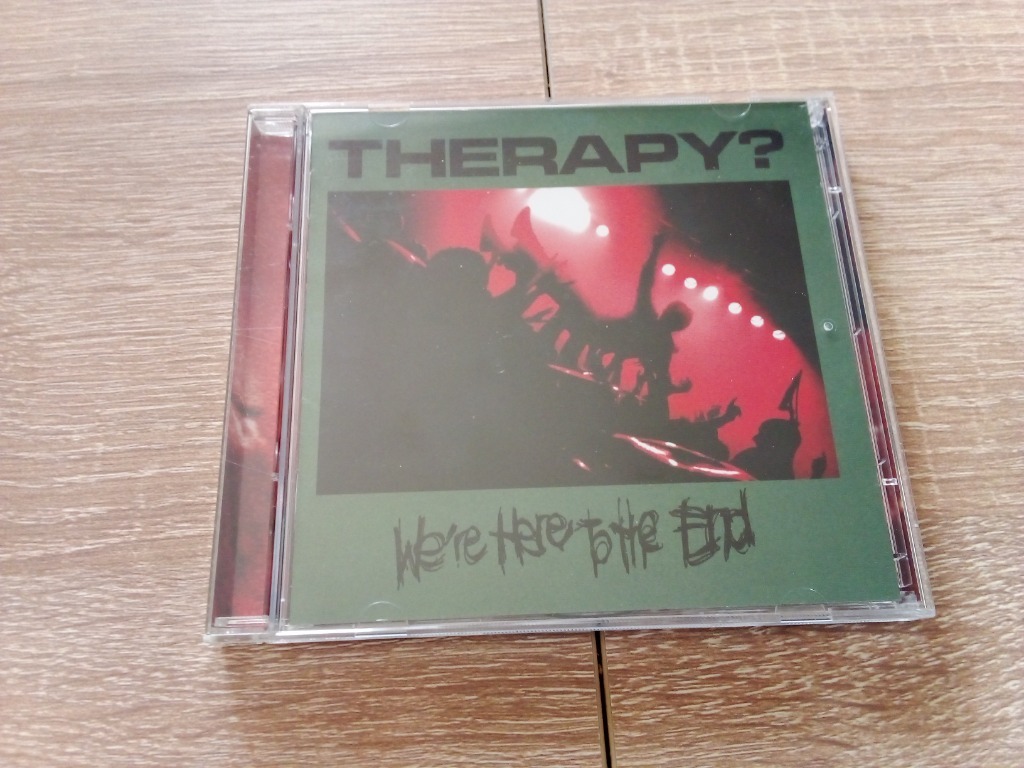 THERAPY?
We're Here to the End